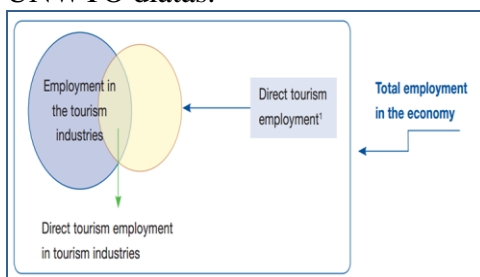 UNWTO diatas.
Employment in
the tourism
industries
Direct tourism
employment¹
Total employment
in the economy
Direct tourism employment
in tourism industries